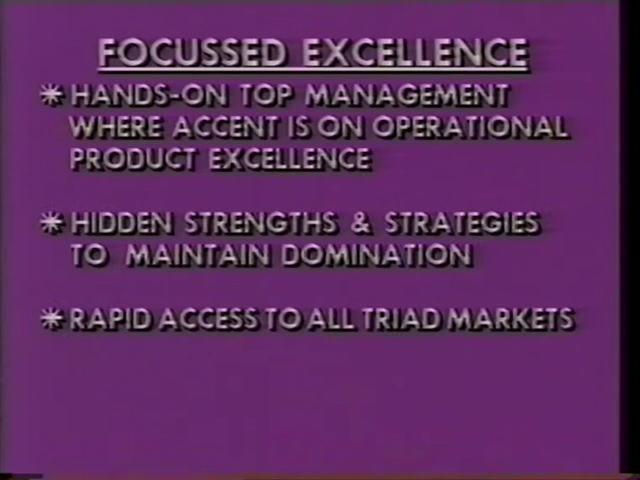 FOCUSSED EXCELLENCE
* HANDS-ON TOP MANAGEMENT
WHERE ACCENT IS ON OPERATIONAL
PRODUCT EXCELLENCE
* HIDDEN STRENGTHS & STRATEGIES
TO MAINTAIN DOMINATION
* RAPID ACCESS TO ALL TRIAD MARKETS